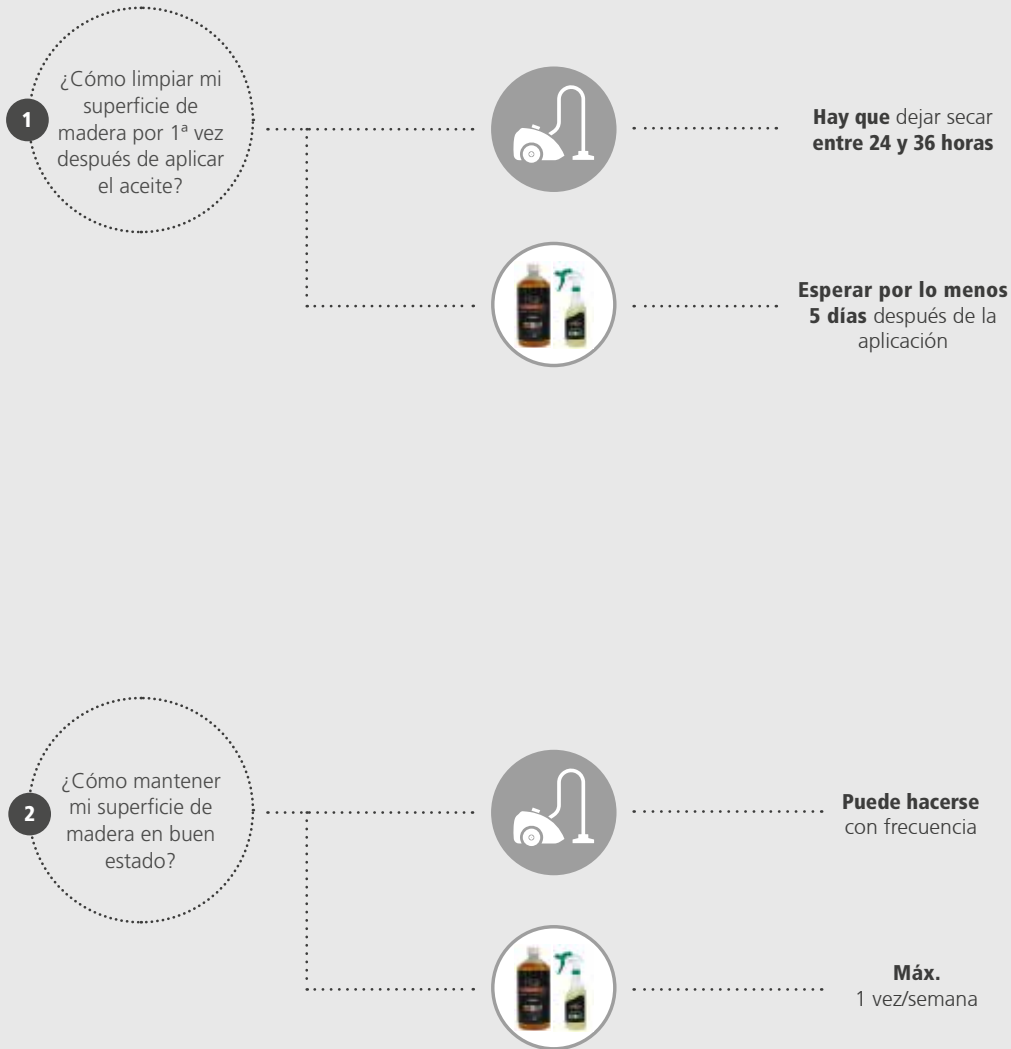 1
¿Cómo limpiar mi
superficie de
madera por 1ª vez
después de aplicar
el aceite?
Hay que dejar secar
entre 24 y 36 horas
Esperar por lo menos
5 días después de la
aplicación
2
¿Cómo mantener
mi superficie de
madera en buen
estado?
Puede hacerse
con frecuencia
Máx.
1 vez/semana